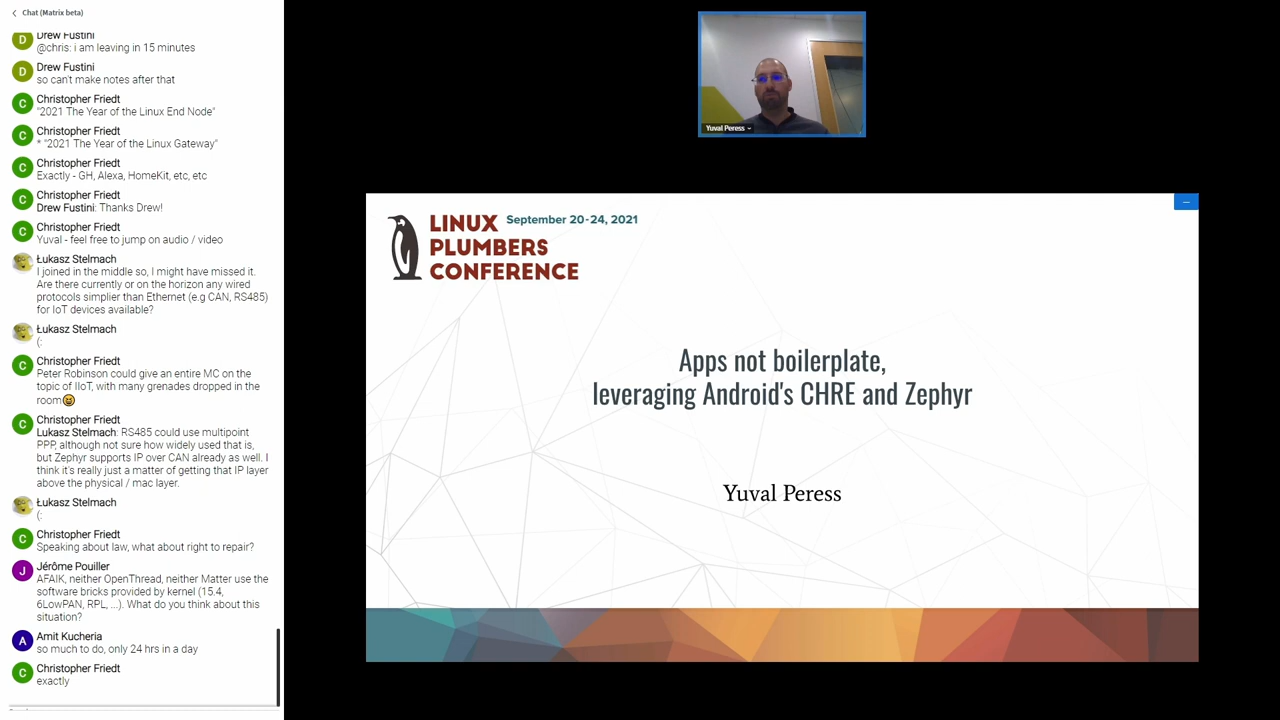 Chat (Matrix beta)
D
Drew Fustini
@chris: i am leaving in 15 minutes
D
Drew Fustini
so can't make notes after that
C
Christopher Friedt
"2021 The Year of the Linux End Node"
C
Christopher Friedt
* "2021 The Year of the Linux Gateway"
C
Christopher Friedt
Exactly - GH, Alexa, HomeKit, etc, etc
C
Christopher Friedt
Drew Fustini: Thanks Drew!
C
Christopher Friedt
Yuval - feel free to jump on audio / video
Łukasz Stelmach
I joined in the middle so, I might have missed it.
Are there currently or on the horizon any wired
protocols simplier than Ethernet (e.g CAN, RS485)
for IoT devices available?
Łukasz Stelmach
(:
C
Christopher Friedt
Peter Robinson could give an entire MC on the
topic of IIoT, with many grenades dropped in the
room😆
C
Christopher Friedt
Lukasz Stelmach: RS485 could use multipoint
PPP, although not sure how widely used that is,
but Zephyr supports IP over CAN already as well. I
think it's really just a matter of getting that IP layer
above the physical / mac layer.
Łukasz Stelmach
(:
C
Christopher Friedt
Speaking about law, what about right to repair?
J
Jérôme Pouiller
AFAIK, neither OpenThread, neither Matter use the
software bricks provided by kernel (15.4,
6LowPAN, RPL, ...). What do you think about this
situation?
A
Amit Kucheria
so much to do, only 24 hrs in a day
C
Christopher Friedt
exactly
Yuval Peress
LINUX September 20-24, 2021
PLUMBERS
CONFERENCE
Apps not boilerplate,
leveraging Android's CHRE and Zephyr
Yuval Peress